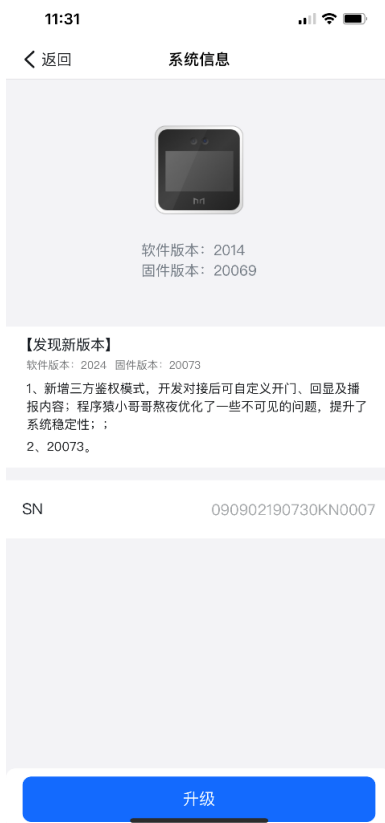 11:31
返回
系统信息
软件版本：2014
固件版本：20069
【发现新版本】
软件版本：2024 固件版本：20073
1、新增三方鉴权模式，开发对接后可自定义开门、回显及播
报内容；程序猿小哥哥熬夜优化了一些不可见的问题，提升了
系统稳定性；;
2、20073。
SN
090902190730KN0007
升级